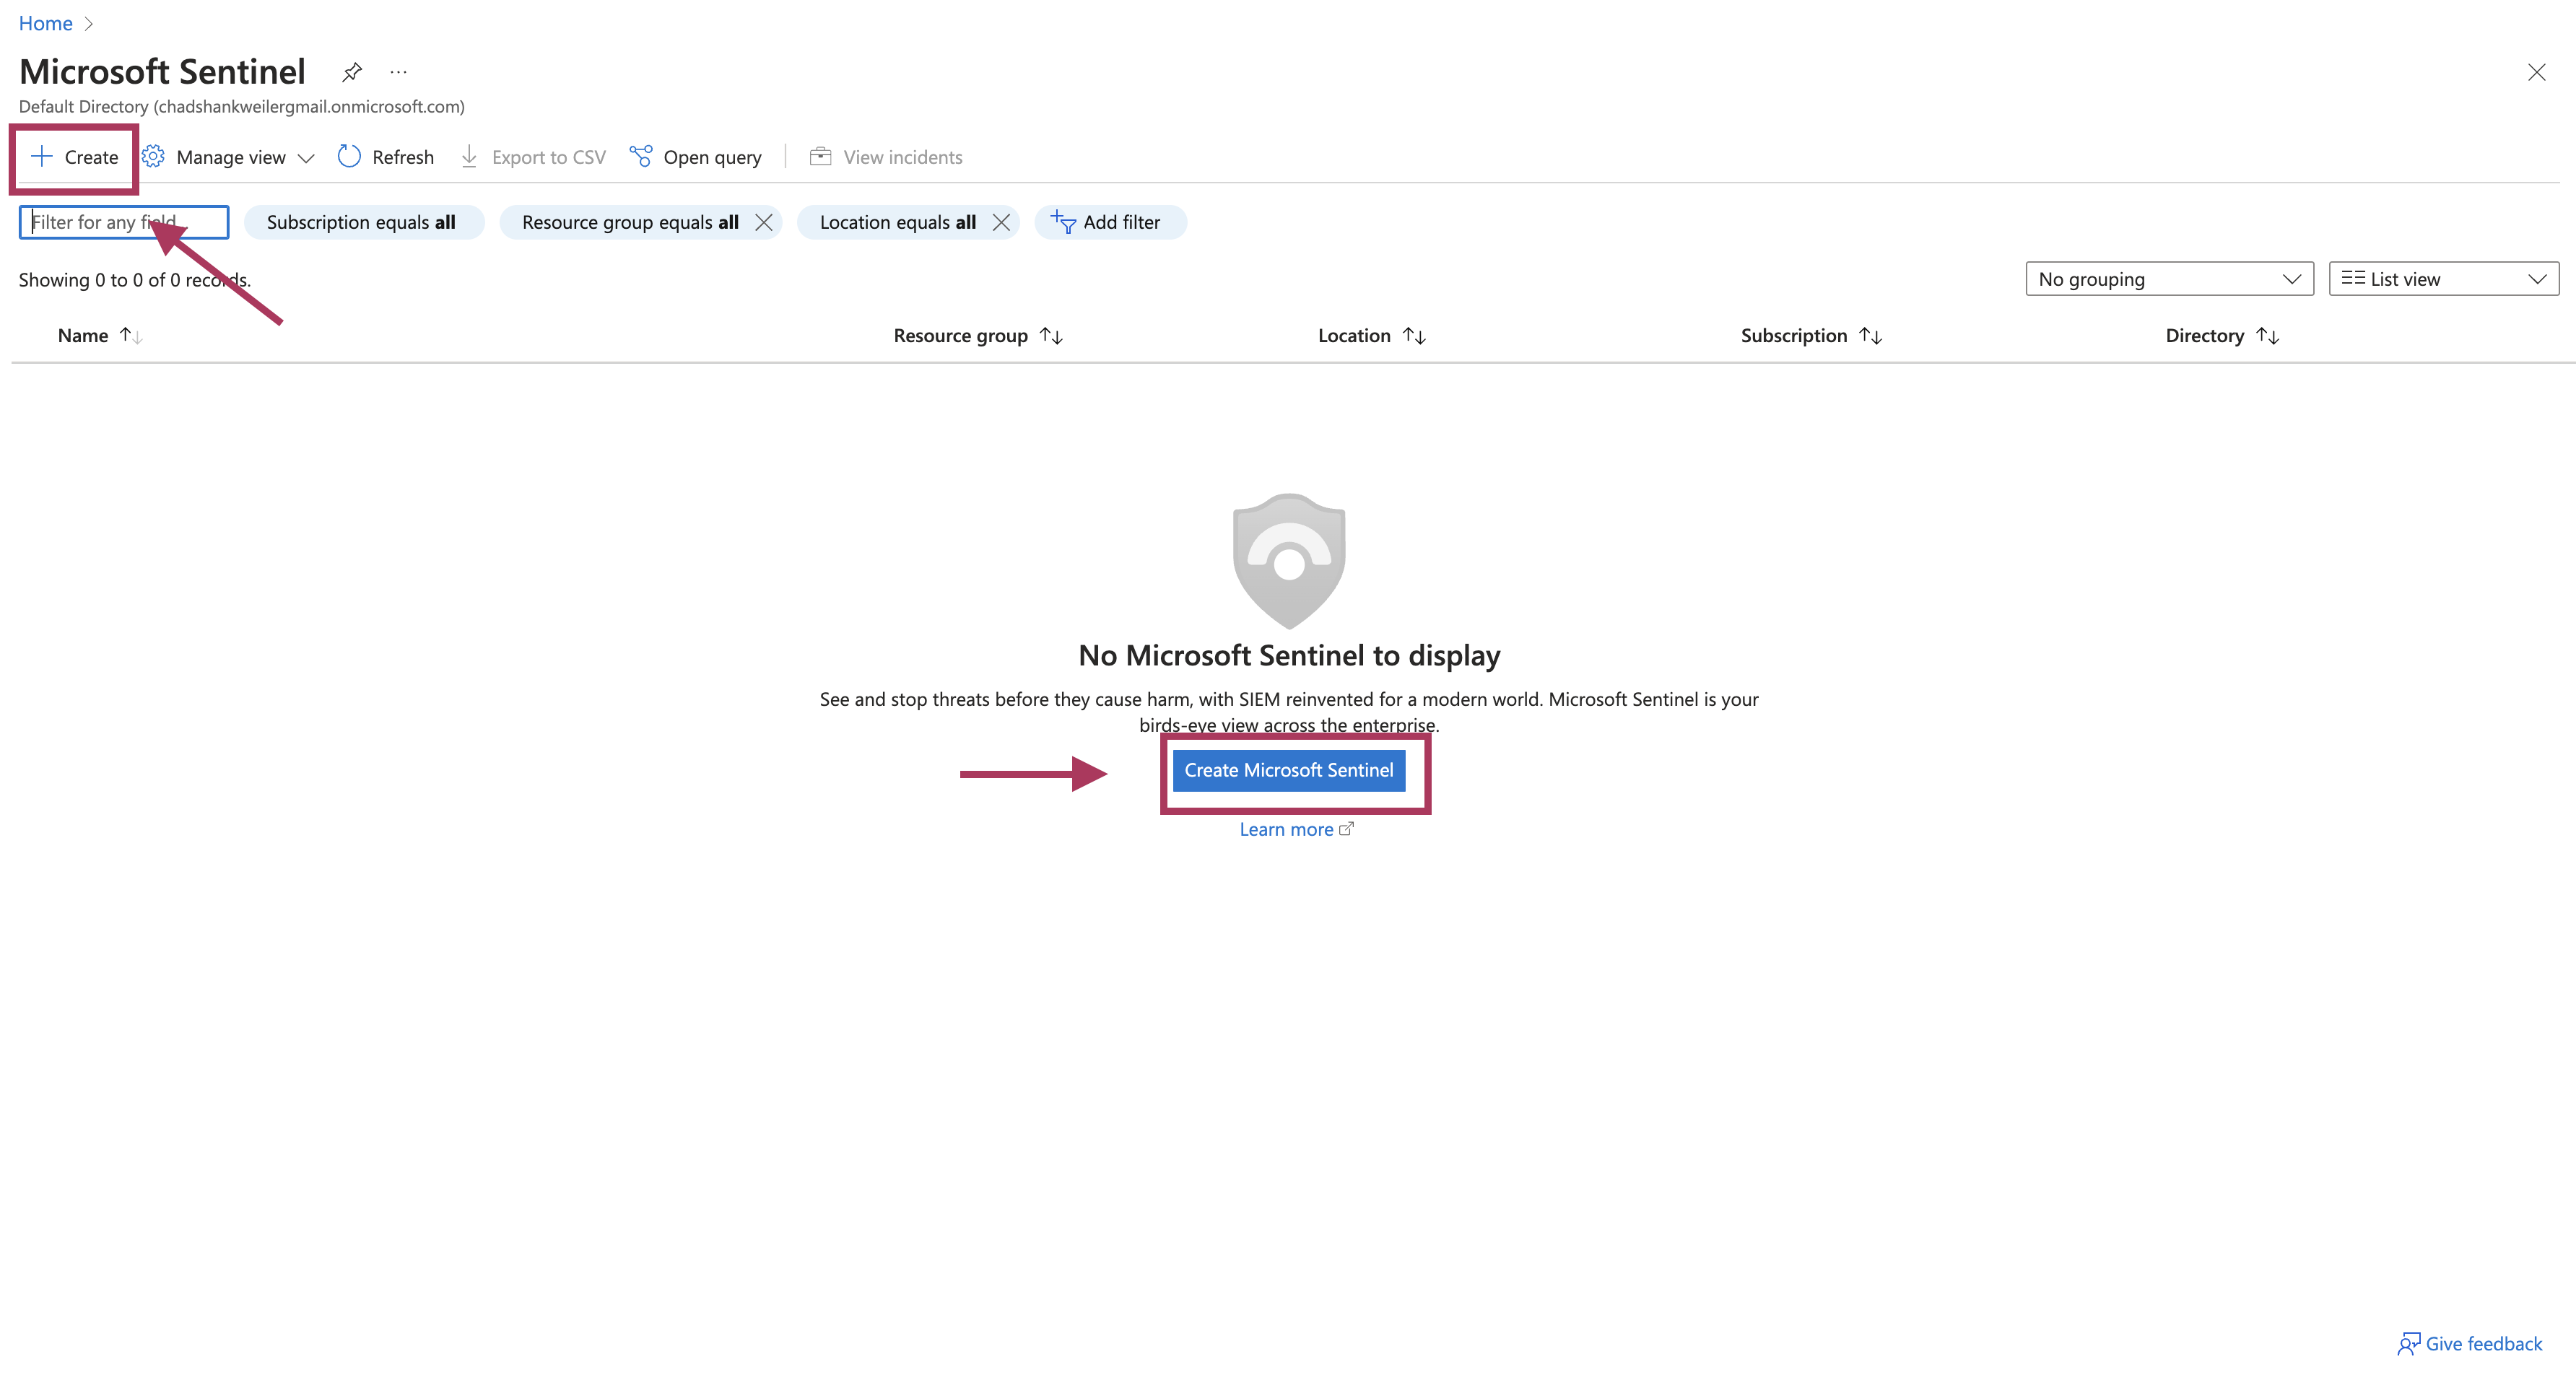 Home
Microsoft Sentinel ...
Default Directory (chadshankweilergmail.onmicrosoft.com)
+ Create Manage view Refresh Export to CSV Open query | View incidents
Filter for any field... Subscription equals all Resource group equals all Location equals all Add filter
Showing 0 to 0 of 0 records. No grouping List view
Name Resource group Location Subscription Directory
No Microsoft Sentinel to display
See and stop threats before they cause harm, with SIEM reinvented for a modern world. Microsoft Sentinel is your
birds-eye view across the enterprise.
Create Microsoft Sentinel
Learn more
Give feedback